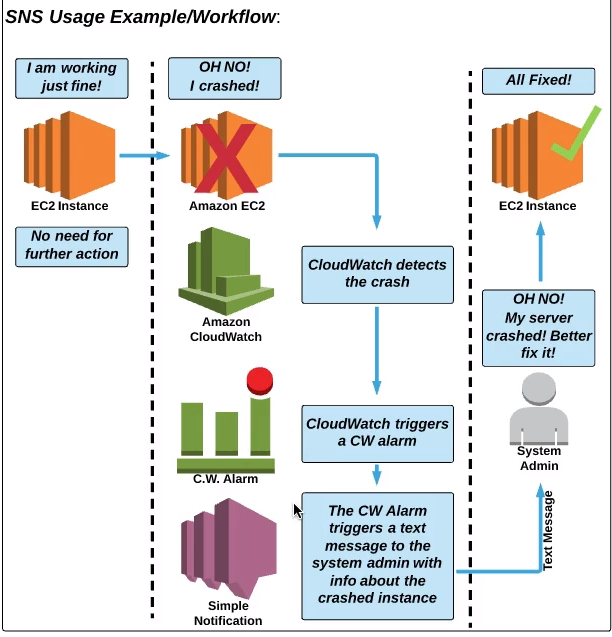 SNS Usage Example/Workflow:
I am working
just fine!
EC2 Instance
No need for
further action
OH NO!
I crashed!
Amazon EC2
CloudWatch detects
the crash
Amazon
CloudWatch
CloudWatch triggers
a CW alarm
C.W. Alarm
The CW Alarm
triggers a text
message to the
system admin with
info about the
crashed instance
Simple
Notification
Text Message
System
Admin
OH NO!
My server
crashed! Better
fix it!
EC2 Instance
All Fixed!